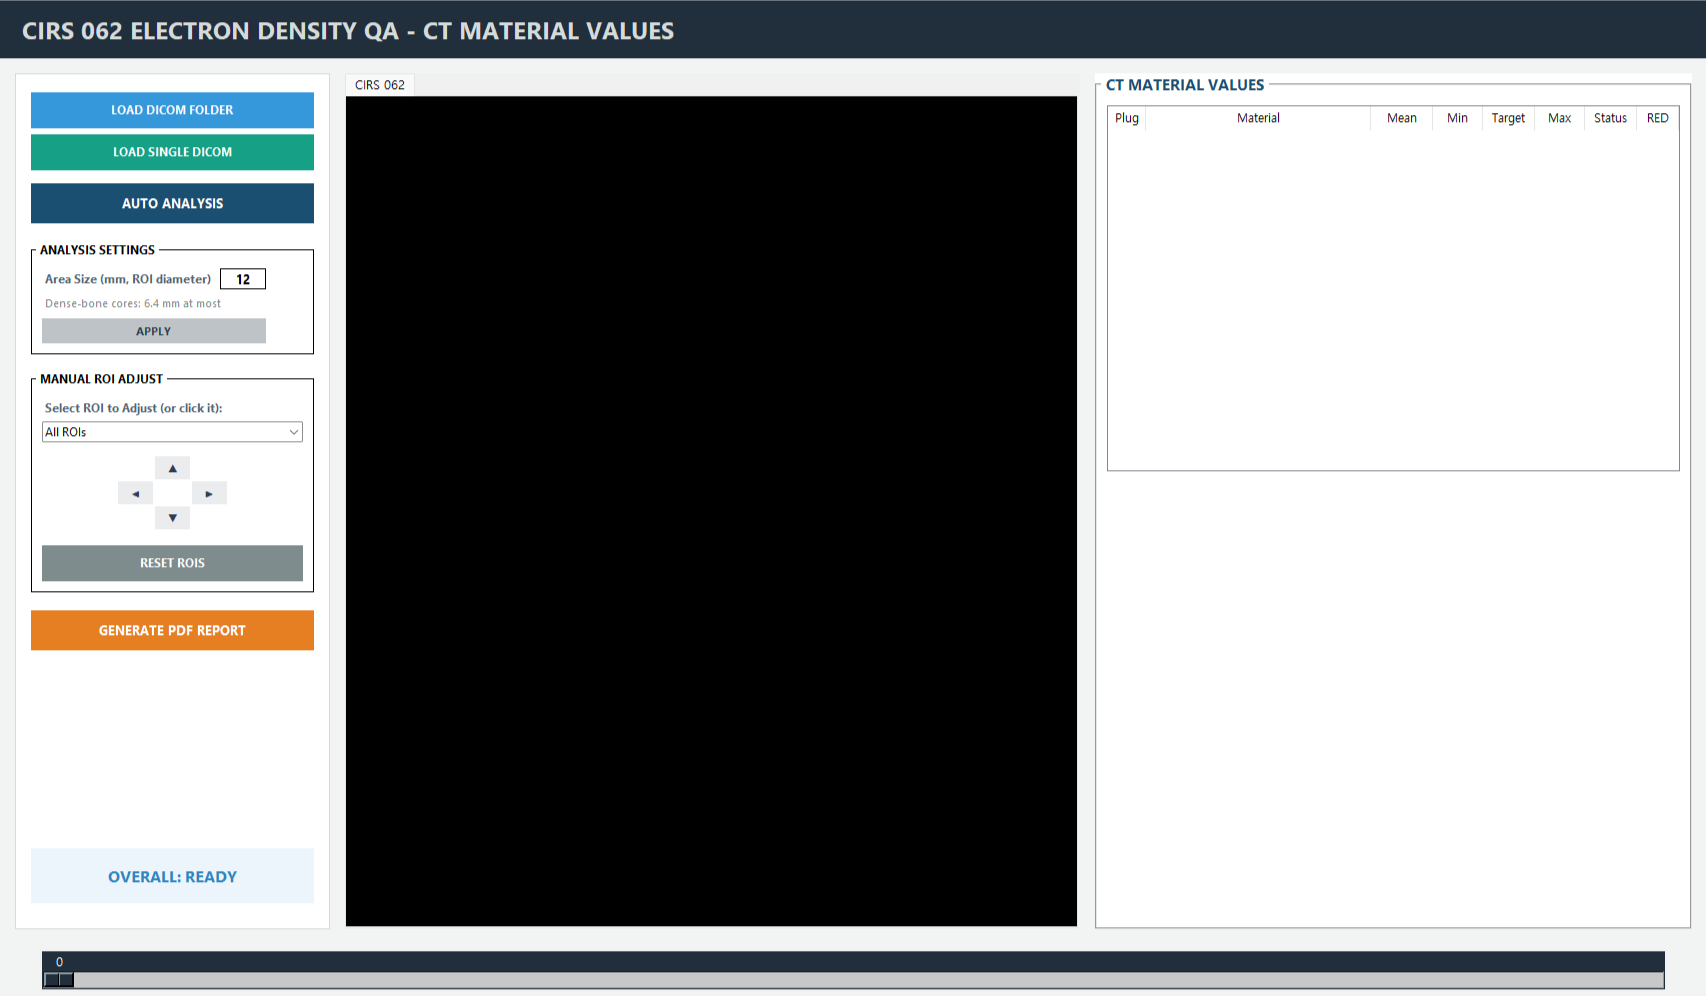 CIRS 062 ELECTRON DENSITY QA - CT MATERIAL VALUES
LOAD DICOM FOLDER
LOAD SINGLE DICOM
AUTO ANALYSIS
ANALYSIS SETTINGS
Area Size (mm, ROI diameter) 12
Dense-bone cores: 6.4 mm at most
APPLY
MANUAL ROI ADJUST
Select ROI to Adjust (or click it):
All ROIs
▲
◄ ►
▼
RESET ROIS
GENERATE PDF REPORT
OVERALL: READY
CIRS 062
CT MATERIAL VALUES
Plug Material Mean Min Target Max Status RED
0